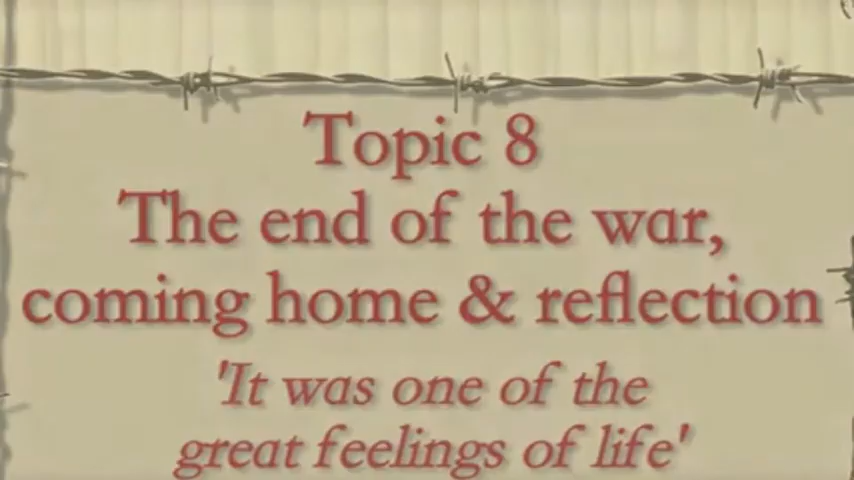 Topic 8
The end of the war,
coming home & reflection
'It was one of the
great feelings of life'